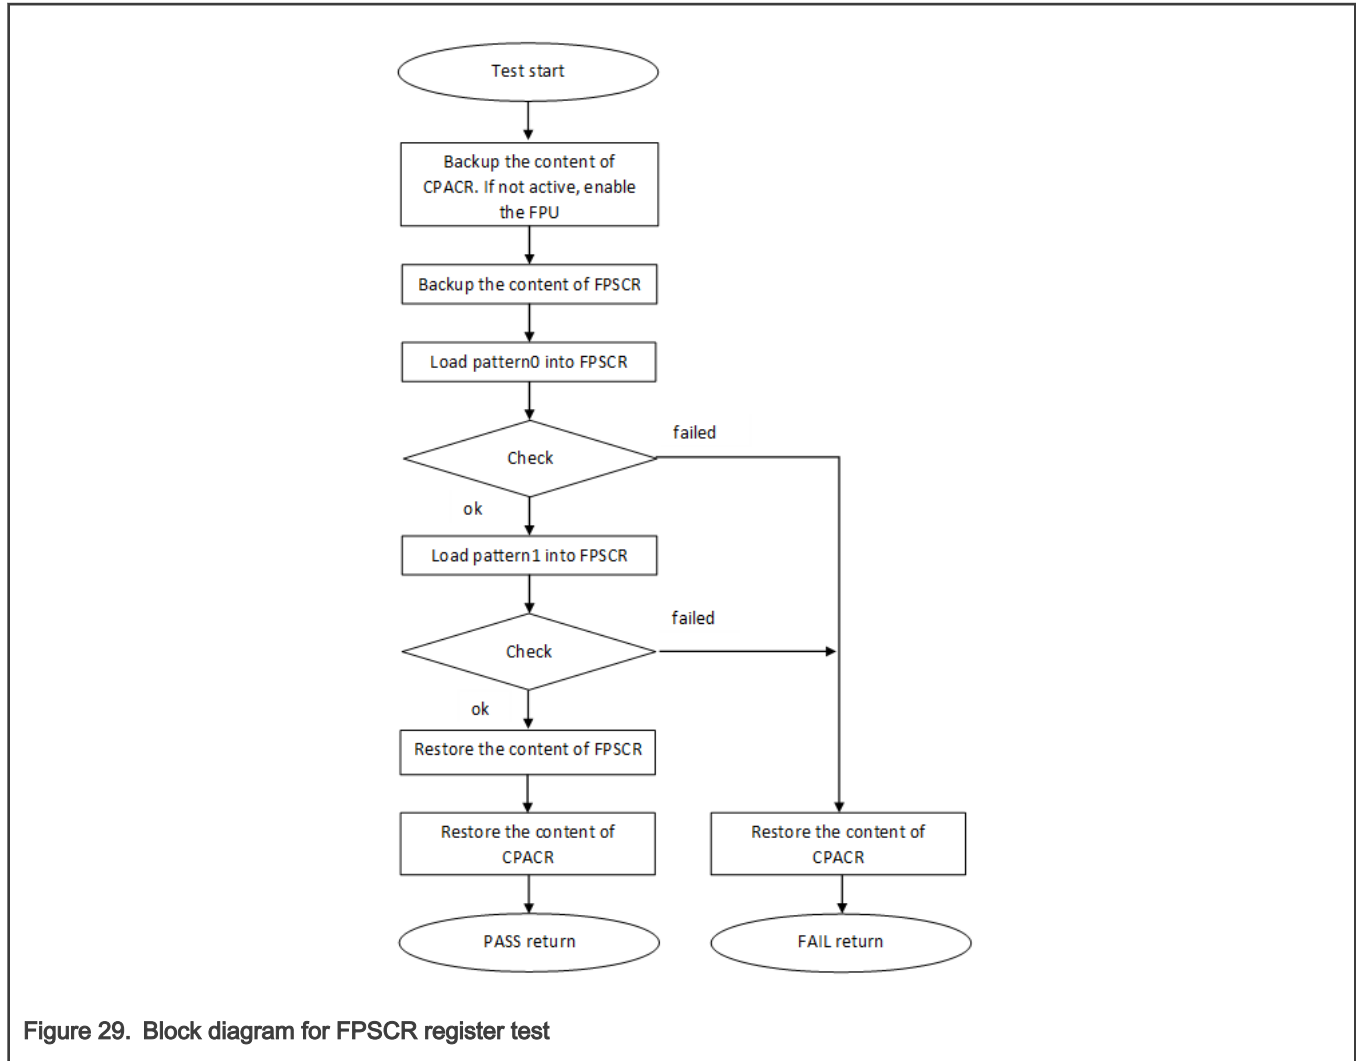 Test start
Backup the content of
CPACR. If not active, enable
the FPU
Backup the content of FPSCR
Load pattern0 into FPSCR
failed
Check
ok
Load pattern1 into FPSCR
failed
Check
ok
Restore the content of FPSCR
Restore the content of
CPACR
Restore the content of
CPACR
PASS return
FAIL return
Figure 29. Block diagram for FPSCR register test